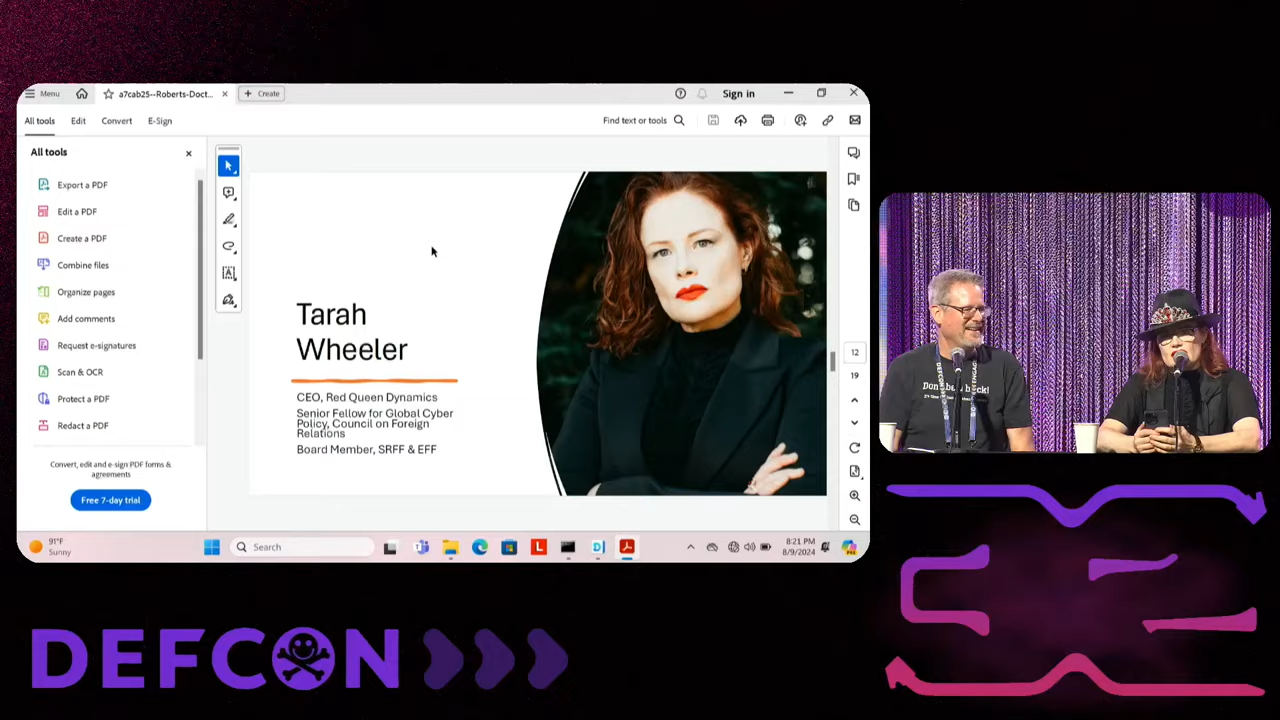 Menu
a7cab25--Roberts-Doct...
Create
Sign in
All tools
Edit
Convert
E-Sign
Find text or tools
All tools
Export a PDF
Edit a PDF
Create a PDF
Combine files
Organize pages
Add comments
Request e-signatures
Scan & OCR
Protect a PDF
Redact a PDF
Convert, edit and e-sign PDF forms &
agreements
Free 7-day trial
Tarah
Wheeler
CEO, Red Queen Dynamics
Senior Fellow for Global Cyber
Policy, Council on Foreign
Relations
Board Member, SRFF & EFF
12
19
91°F
Sunny
Search
8:21 PM
8/9/2024
DEFCON